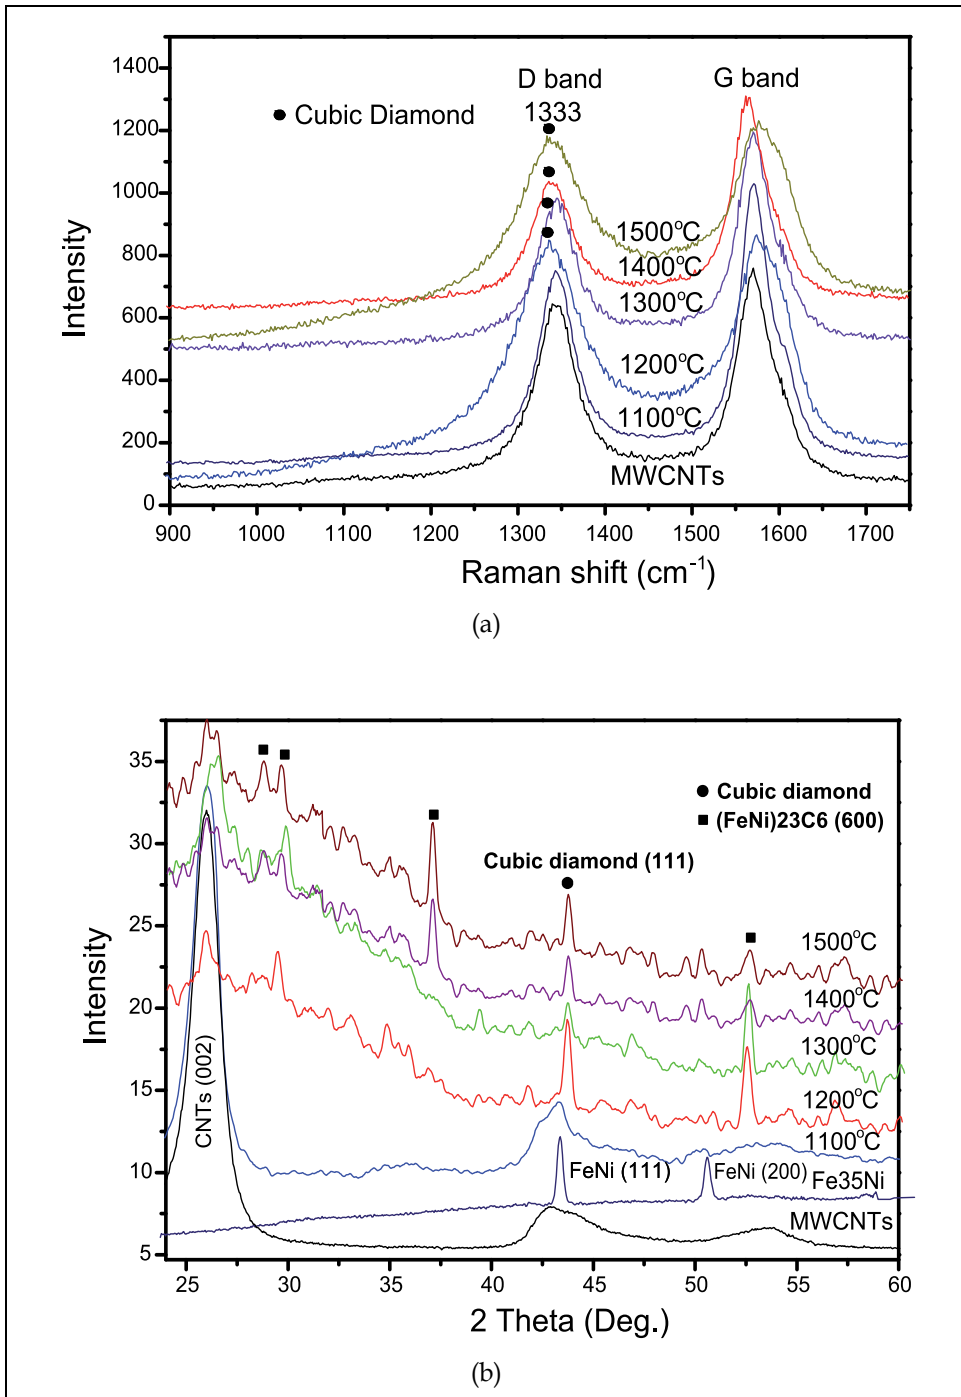 D band
G band
● Cubic Diamond
1333
Intensity
1400
1200
1000
800
600
400
200
0
1500°C
1400°C
1300°C
1200°C
1100°C
MWCNTs
900 1000 1100 1200 1300 1400 1500 1600 1700
Raman shift (cm-1)
(a)
Intensity
35
30
25
20
15
10
5
● Cubic diamond
■ (FeNi)23C6 (600)
Cubic diamond (111)
CNTs (002)
1500°C
1400°C
1300°C
1200°C
1100°C
FeNi (111)
FeNi (200)
Fe35Ni
MWCNTs
25 30 35 40 45 50 55 60
2 Theta (Deg.)
(b)